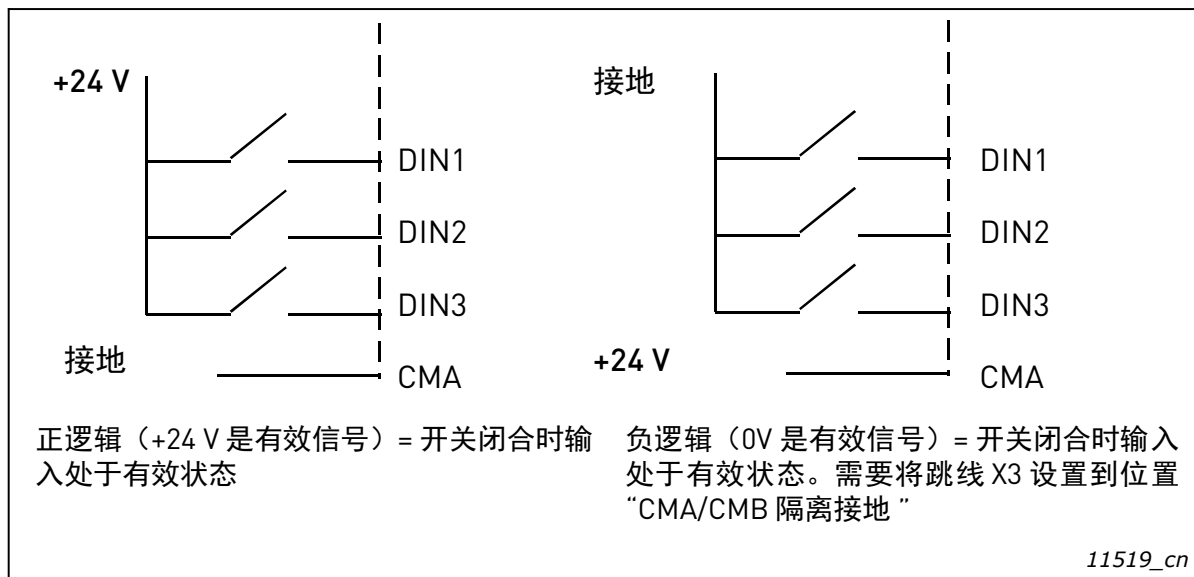 +24 V
DIN1
DIN2
DIN3
接地
CMA
正逻辑（+24 V 是有效信号）= 开关闭合时输
入处于有效状态
接地
DIN1
DIN2
DIN3
+24 V
CMA
负逻辑（0V 是有效信号）= 开关闭合时输入
处于有效状态。需要将跳线 X3 设置到位置
“CMA/CMB 隔离接地 ”
11519_cn